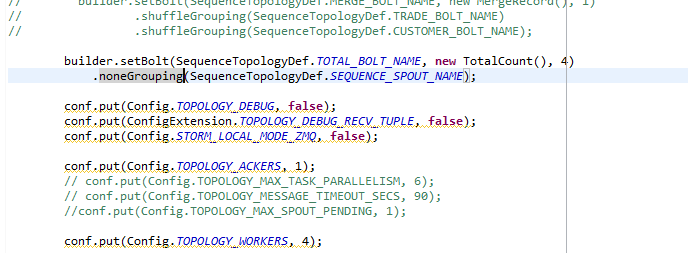 //         builder.setBolt(SequenceTopologyDef.MERGE_BOLT_NAME, new MergeRecord(), 1)
//                 .shuffleGrouping(SequenceTopologyDef.TRADE_BOLT_NAME)
//                 .shuffleGrouping(SequenceTopologyDef.CUSTOMER_BOLT_NAME);
builder.setBolt(SequenceTopologyDef.TOTAL_BOLT_NAME, new TotalCount(), 4)
.noneGrouping(SequenceTopologyDef.SEQUENCE_SPOUT_NAME);
conf.put(Config.TOPOLOGY_DEBUG, false);
conf.put(ConfigExtension.TOPOLOGY_DEBUG_RECV_TUPLE, false);
conf.put(Config.STORM_LOCAL_MODE_ZMQ, false);
conf.put(Config.TOPOLOGY_ACKERS, 1);
// conf.put(Config.TOPOLOGY_MAX_TASK_PARALLELISM, 6);
// conf.put(Config.TOPOLOGY_MESSAGE_TIMEOUT_SECS, 90);
//conf.put(Config.TOPOLOGY_MAX_SPOUT_PENDING, 1);
conf.put(Config.TOPOLOGY_WORKERS, 4);